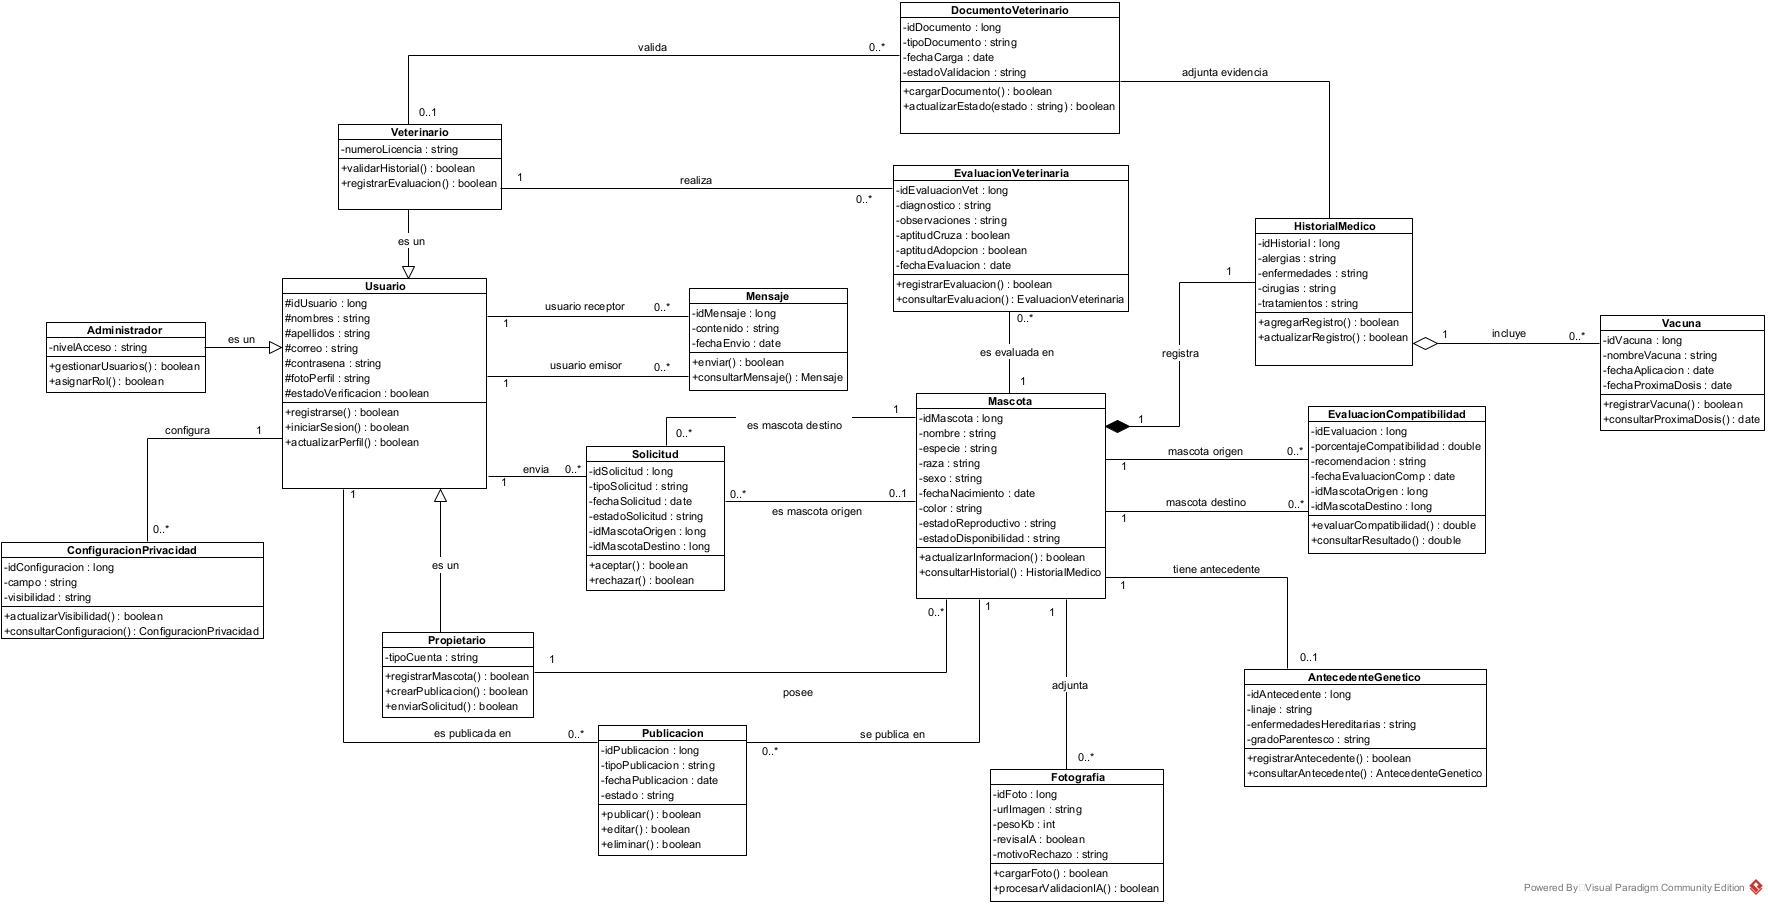 DocumentoVeterinario
-idDocumento : long
-tipoDocumento : string
-fechaCarga : date
-estadoValidacion : string
+cargarDocumento() : boolean
+actualizarEstado(estado : string) : boolean
valida
0..*
0..1
adjunta evidencia
Veterinario
-numeroLicencia : string
+validarHistorial() : boolean
+registrarEvaluacion() : boolean
1
realiza
0..*
EvaluacionVeterinaria
-idEvaluacionVet : long
-diagnostico : string
-observaciones : string
-aptitudCruza : boolean
-aptitudAdopcion : boolean
-fechaEvaluacion : date
+registrarEvaluacion() : boolean
+consultarEvaluacion() : EvaluacionVeterinaria
HistorialMedico
-idHistorial : long
-alergias : string
-enfermedades : string
-cirugias : string
-tratamientos : string
+agregarRegistro() : boolean
+actualizarRegistro() : boolean
es un
Usuario
#idUsuario : long
#nombres : string
#apellidos : string
#correo : string
#contrasena : string
#fotoPerfil : string
#estadoVerificacion : boolean
+registrarse() : boolean
+iniciarSesion() : boolean
+actualizarPerfil() : boolean
usuario receptor
0..*
1
usuario emisor
0..*
1
Mensaje
-idMensaje : long
-contenido : string
-fechaEnvio : date
+enviar() : boolean
+consultarMensaje() : Mensaje
Administrador
-nivelAcceso : string
+gestionarUsuarios() : boolean
+asignarRol() : boolean
es un
0..*
es evaluada en
1
1
registra
1
1
incluye
0..*
Vacuna
-idVacuna : long
-nombreVacuna : string
-fechaAplicacion : date
-fechaProximaDosis : date
+registrarVacuna() : boolean
+consultarProximaDosis() : date
Mascota
-idMascota : long
-nombre : string
-especie : string
-raza : string
-sexo : string
-fechaNacimiento : date
-color : string
-estadoReproductivo : string
-estadoDisponibilidad : string
+actualizarInformacion() : boolean
+consultarHistorial() : HistorialMedico
EvaluacionCompatibilidad
-idEvaluacion : long
-porcentajeCompatibilidad : double
-recomendacion : string
-fechaEvaluacionComp : date
-idMascotaOrigen : long
-idMascotaDestino : long
+evaluarCompatibilidad() : double
+consultarResultado() : double
mascota origen
0..*
1
mascota destino
0..*
1
configura
1
0..*
1
es mascota destino
0..*
Solicitud
-idSolicitud : long
-tipoSolicitud : string
-fechaSolicitud : date
-estadoSolicitud : string
-idMascotaOrigen : long
-idMascotaDestino : long
+aceptar() : boolean
+rechazar() : boolean
envia
0..*
1
0..*
0..1
es mascota origen
ConfiguracionPrivacidad
-idConfiguracion : long
-campo : string
-visibilidad : string
+actualizarVisibilidad() : boolean
+consultarConfiguracion() : ConfiguracionPrivacidad
1
es un
tiene antecedente
1
0..1
AntecedenteGenetico
-idAntecedente : long
-linaje : string
-enfermedadesHereditarias : string
-gradoParentesco : string
+registrarAntecedente() : boolean
+consultarAntecedente() : AntecedenteGenetico
Propietario
-tipoCuenta : string
+registrarMascota() : boolean
+crearPublicacion() : boolean
+enviarSolicitud() : boolean
1
0..*
posee
1
1
adjunta
0..*
Publicacion
-idPublicacion : long
-tipoPublicacion : string
-fechaPublicacion : date
-estado : string
+publicar() : boolean
+editar() : boolean
+eliminar() : boolean
es publicada en
0..*
se publica en
0..*
Fotografia
-idFoto : long
-urlImagen : string
-pesoKb : int
-revisaIA : boolean
-motivoRechazo : string
+cargarFoto() : boolean
+procesarValidacionIA() : boolean
Powered By Visual Paradigm Community Edition